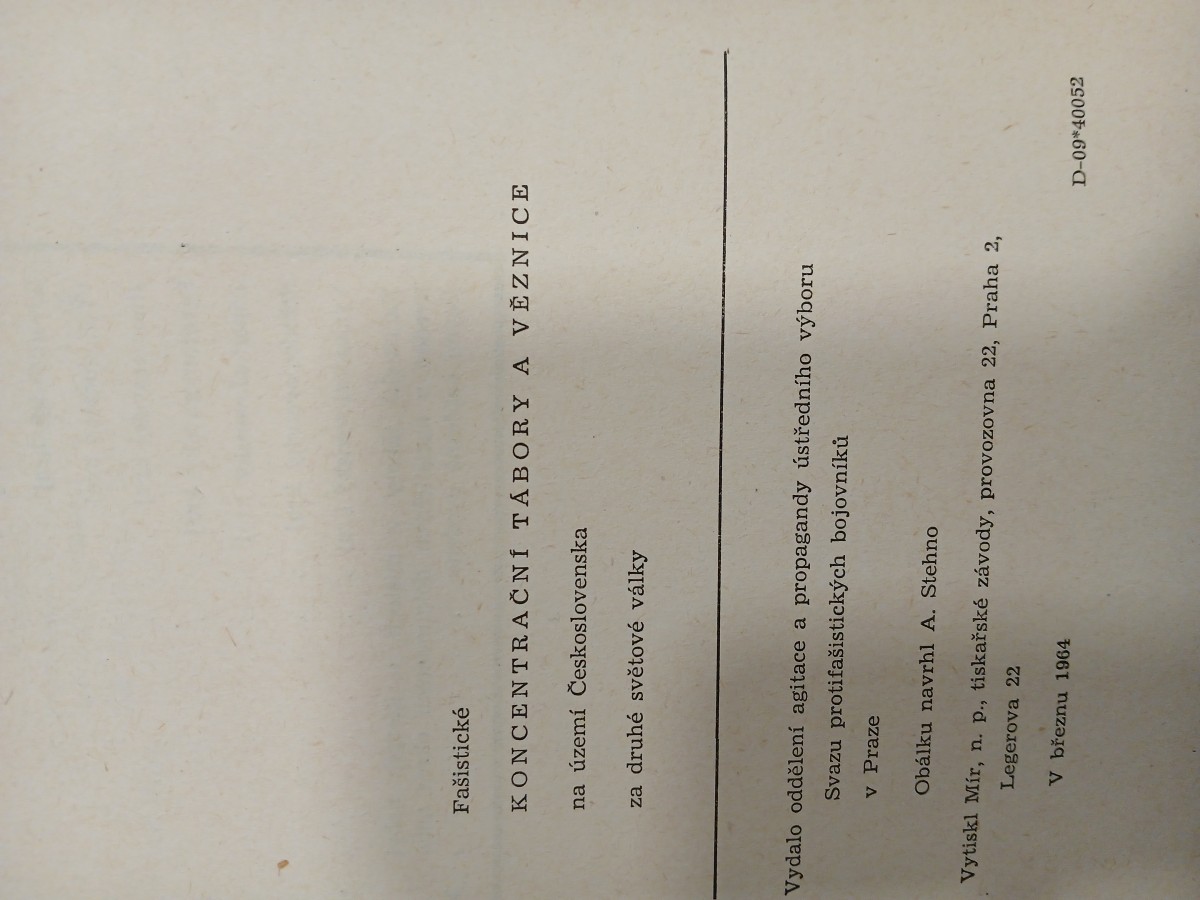 Fašistické
KONCENTRAČNÍ TÁBORY A VĚZNICE
na území Československa
za druhé světové války
Vydalo oddělení agitace a propagandy ústředního výboru
Svazu protifašistických bojovníků
v Praze
Obálku navrhl A. Stehno
Vytiskl Mír, n. p., tiskařské závody, provozovna 22, Praha 2,
Legerova 22
V březnu 1964
D-09*40052